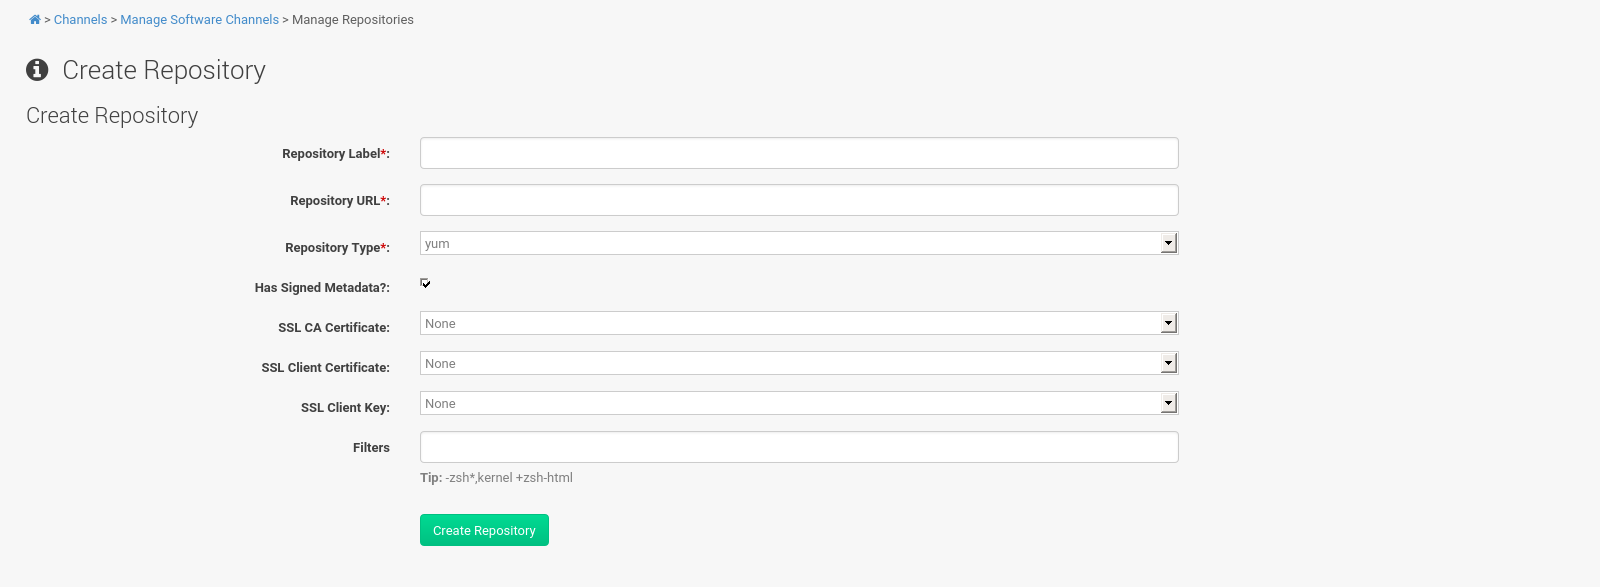 > Channels > Manage Software Channels > Manage Repositories
Create Repository
Create Repository
Repository Label*:
Repository URL*:
Repository Type*: yum
Has Signed Metadata?:
SSL CA Certificate: None
SSL Client Certificate: None
SSL Client Key: None
Filters
Tip: -zsh*,kernel +zsh-html
Create Repository